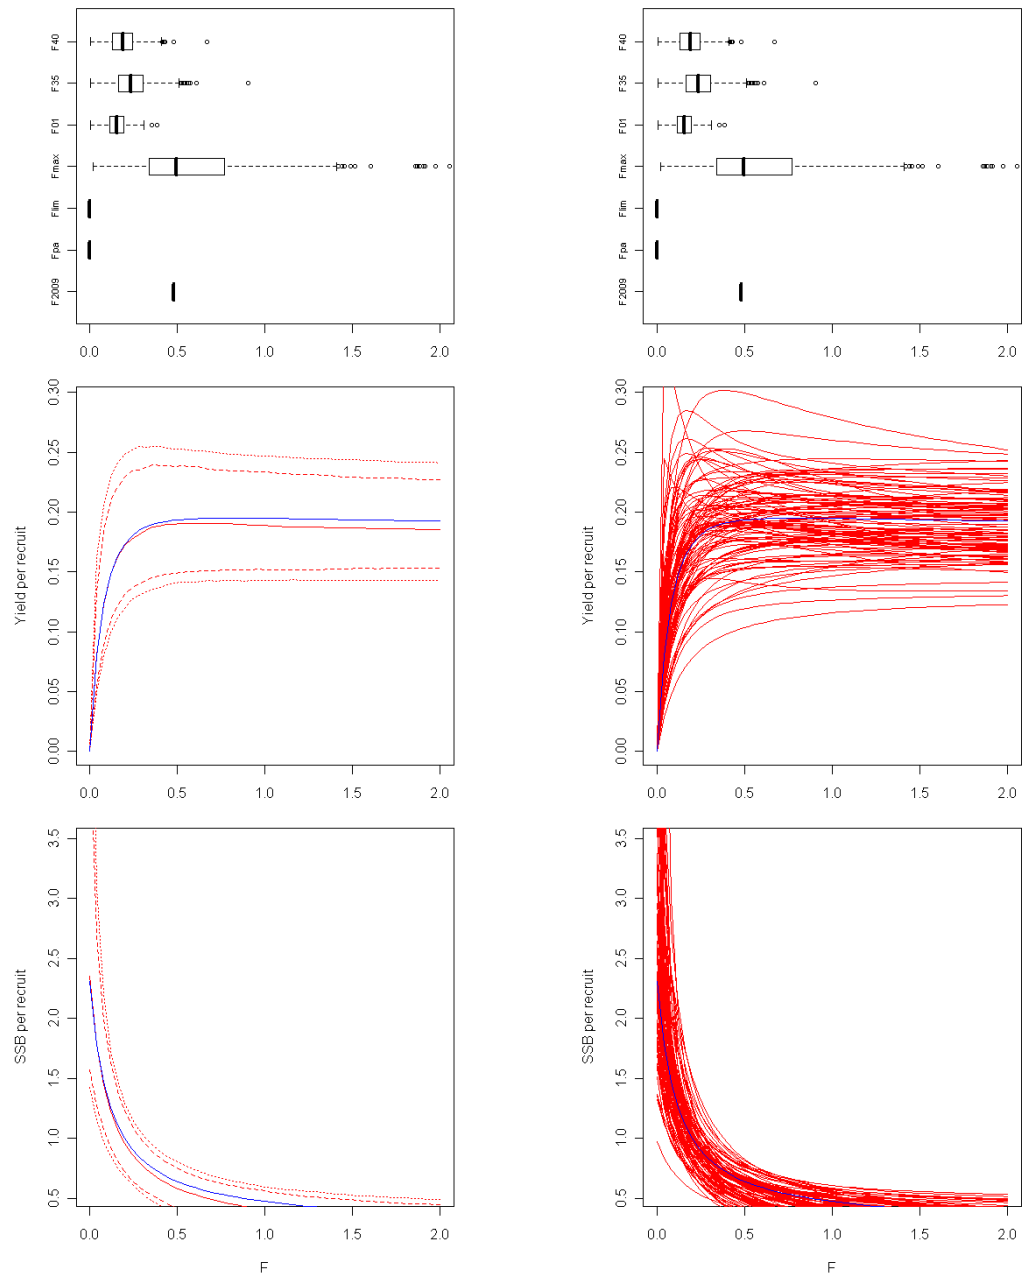 F40
F35
F01
Fmax
Flim
Fpa
F2009
0.0 0.5 1.0 1.5 2.0
F40
F35
F01
Fmax
Flim
Fpa
F2009
0.0 0.5 1.0 1.5 2.0
Yield per recruit
0.30
0.25
0.20
0.15
0.10
0.05
0.00
0.0 0.5 1.0 1.5 2.0
Yield per recruit
0.30
0.25
0.20
0.15
0.10
0.05
0.00
0.0 0.5 1.0 1.5 2.0
SSB per recruit
3.5
3.0
2.5
2.0
1.5
1.0
0.5
0.0 0.5 1.0 1.5 2.0
F
SSB per recruit
3.5
3.0
2.5
2.0
1.5
1.0
0.5
0.0 0.5 1.0 1.5 2.0
F